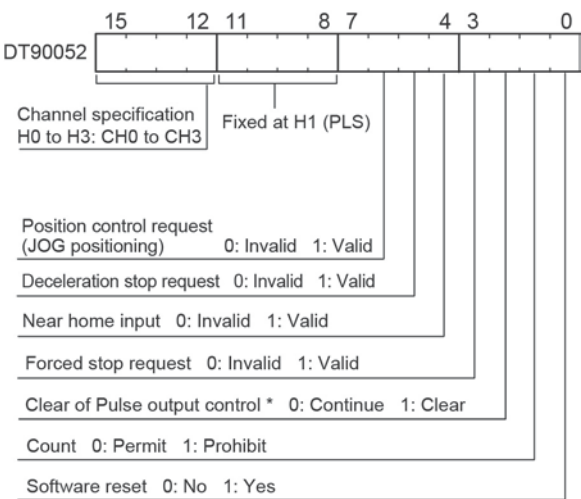 15 12 11 8 7 4 3 0
DT90052
Channel specification
H0 to H3: CH0 to CH3
Fixed at H1 (PLS)
Position control request
(JOG positioning) 0: Invalid 1: Valid
Deceleration stop request 0: Invalid 1: Valid
Near home input 0: Invalid 1: Valid
Forced stop request 0: Invalid 1: Valid
Clear of Pulse output control * 0: Continue 1: Clear
Count 0: Permit 1: Prohibit
Software reset 0: No 1: Yes